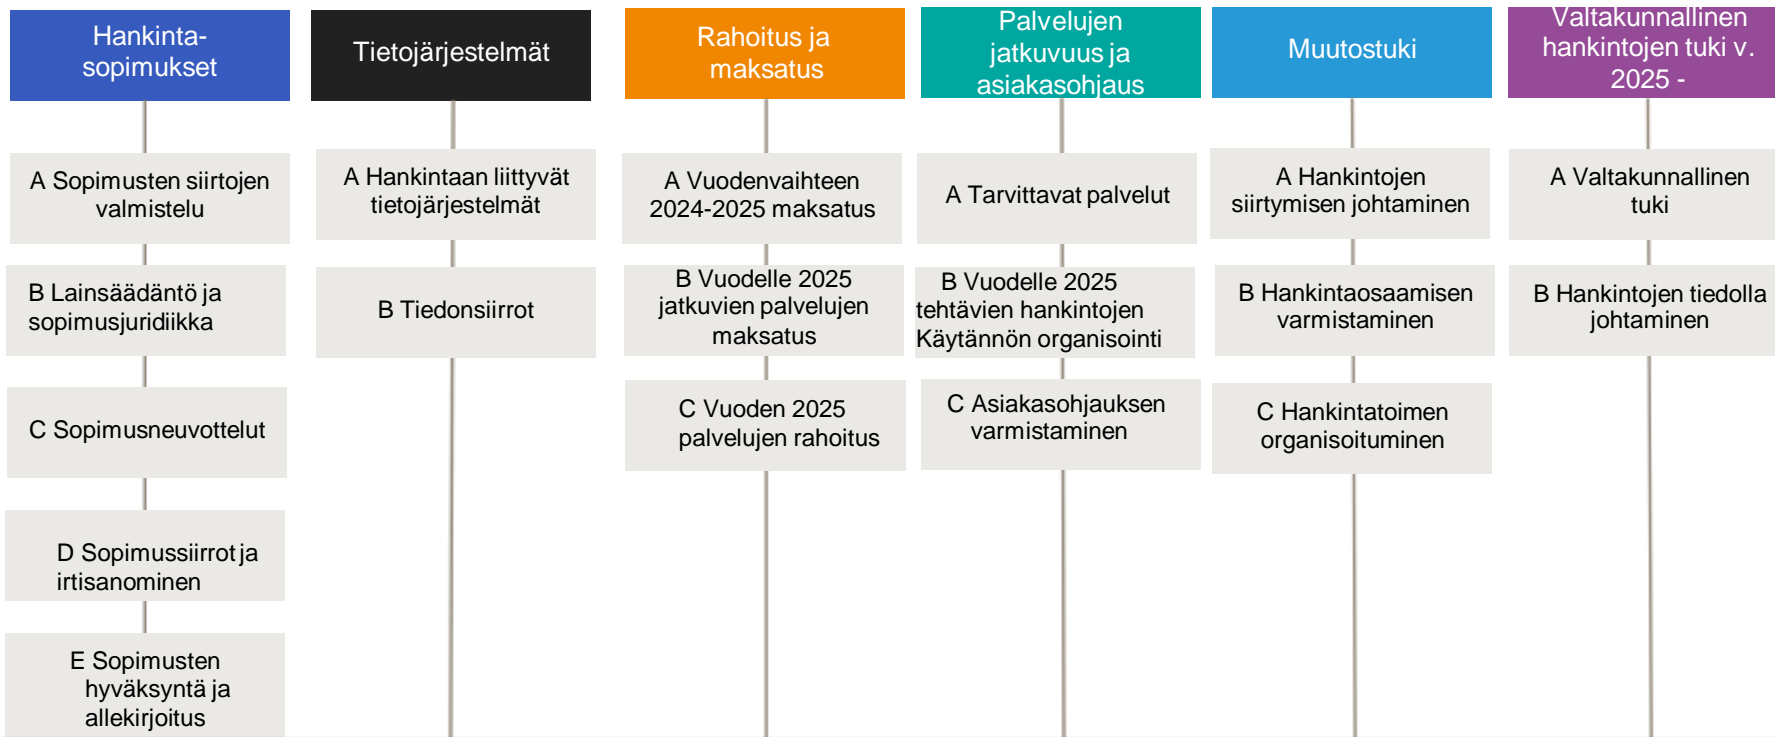 Hankinta-
sopimukset
A Sopimusten siirtojen
valmistelu
B Lainsäädäntö ja
sopimusjuridiikka
C Sopimusneuvottelut
D Sopimussiirrot ja
irtisanominen
E Sopimusten
hyväksyntä ja
allekirjoitus
Tietojärjestelmät
A Hankintaan liittyvät
tietojärjestelmät
B Tiedonsiirrot
Rahoitus ja
maksatus
A Vuodenvaihteen
2024-2025 maksatus
B Vuodelle 2025
jatkuvien palvelujen
maksatus
C Vuoden 2025
palvelujen rahoitus
Palvelujen
jatkuvuus ja
asiakasohjaus
A Tarvittavat palvelut
B Vuodelle 2025
tehtävien hankintojen
Käytännön organisointi
C Asiakasohjauksen
varmistaminen
Muutostuki
A Hankintojen
siirtymisen johtaminen
B Hankintaosaamisen
varmistaminen
C Hankintatoimen
organisoituminen
Valtakunnallinen
hankintojen tuki v.
2025 -
A Valtakunnallinen
tuki
B Hankintojen tiedolla
johtaminen